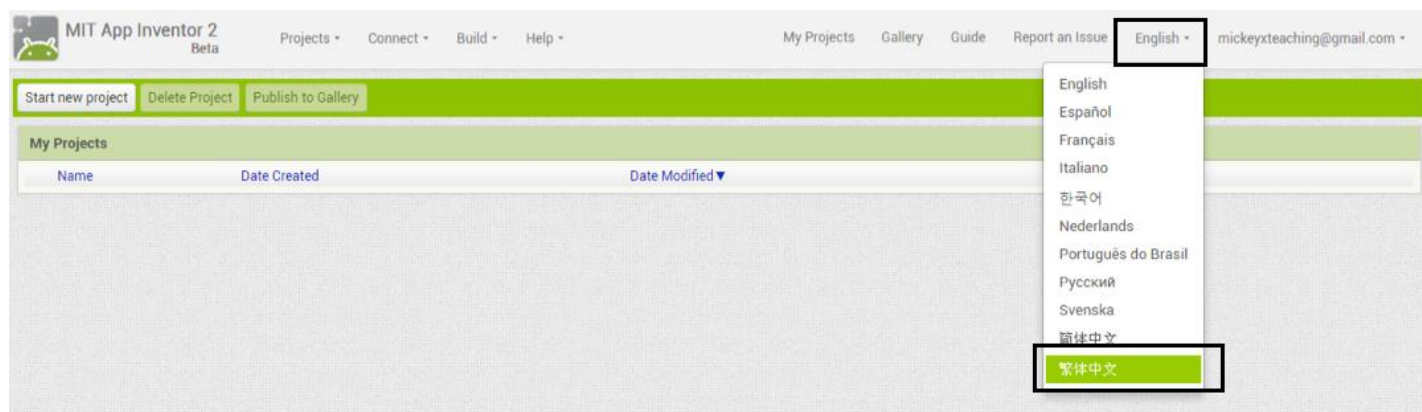 MIT App Inventor 2
Beta
Projects Connect Build Help My Projects Gallery Guide Report an Issue English mickeyxteaching@gmail.com
Start new project Delete Project Publish to Gallery
My Projects
Name Date Created Date Modified▼
English
Español
Français
Italiano
한국어
Nederlands
Português do Brasil
Русский
Svenska
简体中文
繁体中文